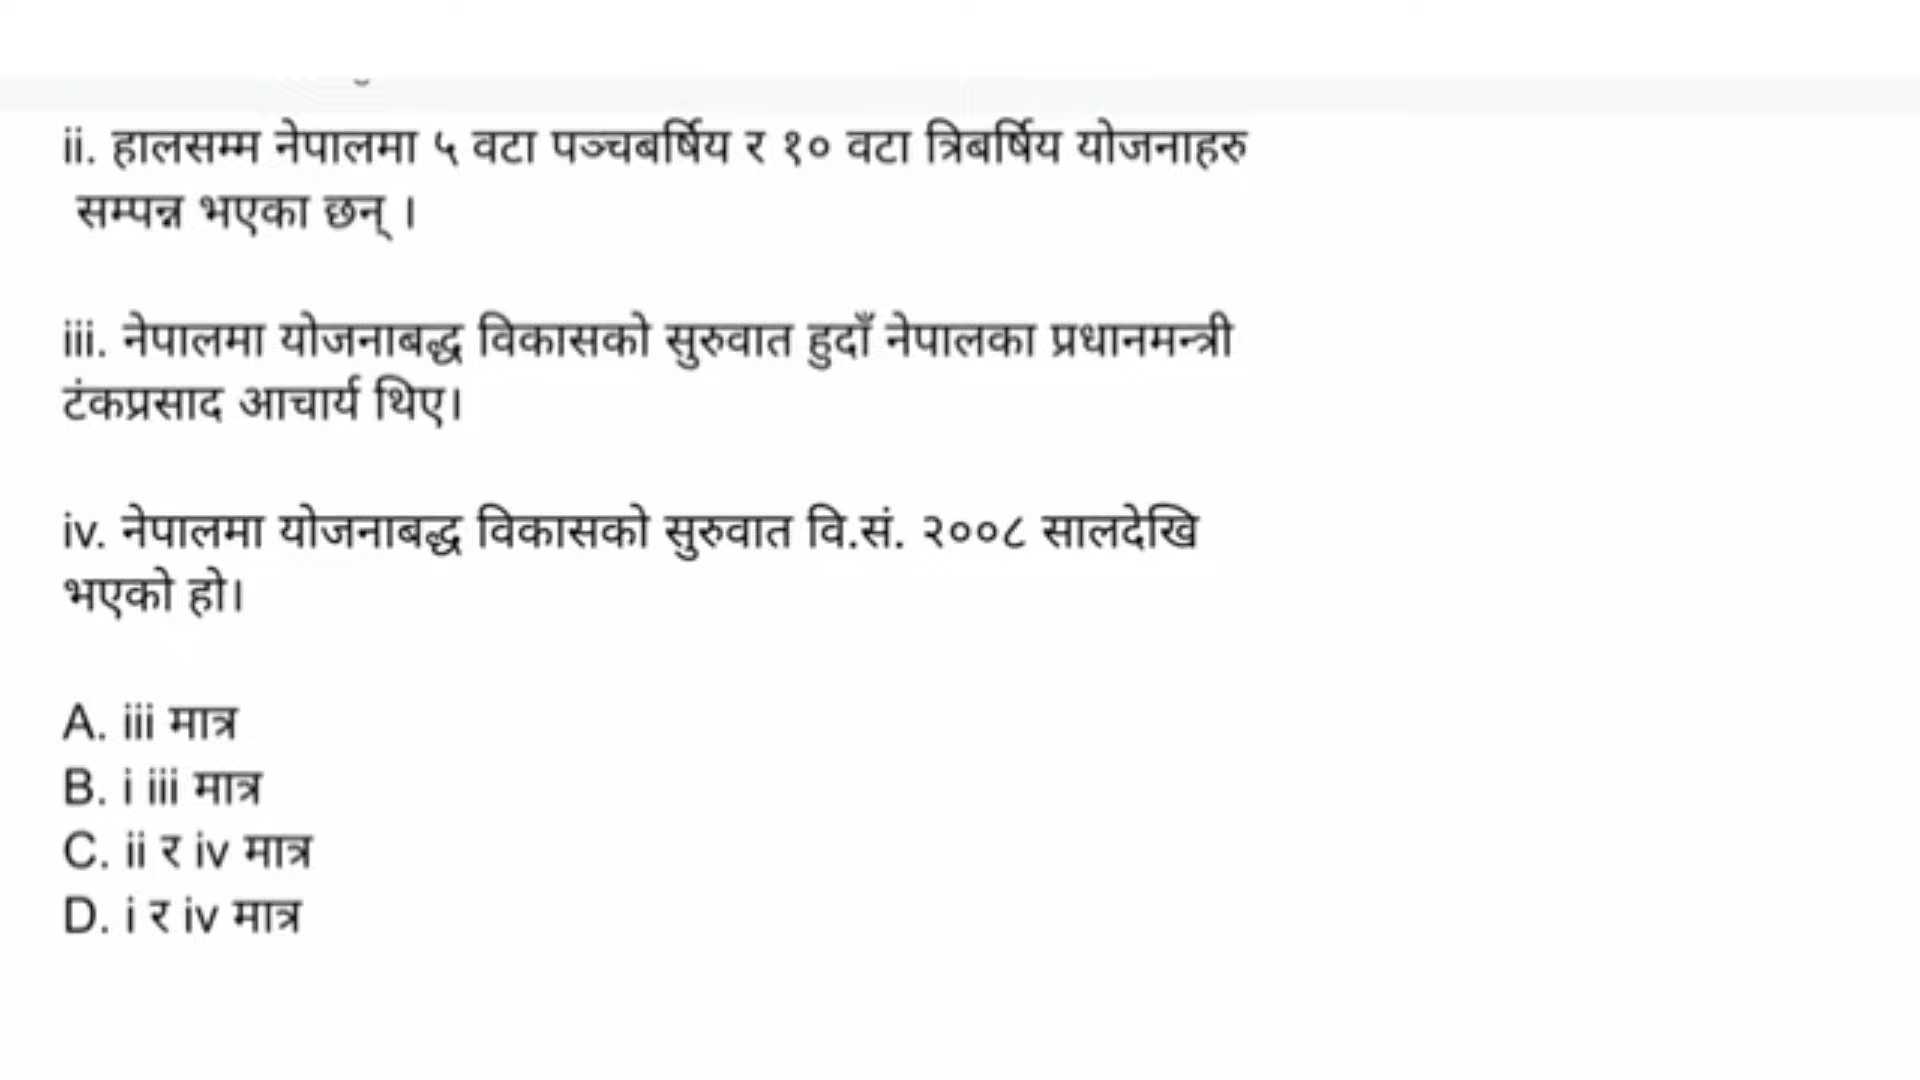 ii. हालसम्म नेपालमा ५ वटा पञ्चबर्षिय र १० वटा त्रिबर्षिय योजनाहरु
सम्पन्न भएका छन् ।
iii. नेपालमा योजनाबद्ध विकासको सुरुवात हुदाँ नेपालका प्रधानमन्त्री
टंकप्रसाद आचार्य थिए।
iv. नेपालमा योजनाबद्ध विकासको सुरुवात वि.सं. २००८ सालदेखि
भएको हो।
A. iii मात्र
B. i iii मात्र
C. ii र iv मात्र
D. i र iv मात्र